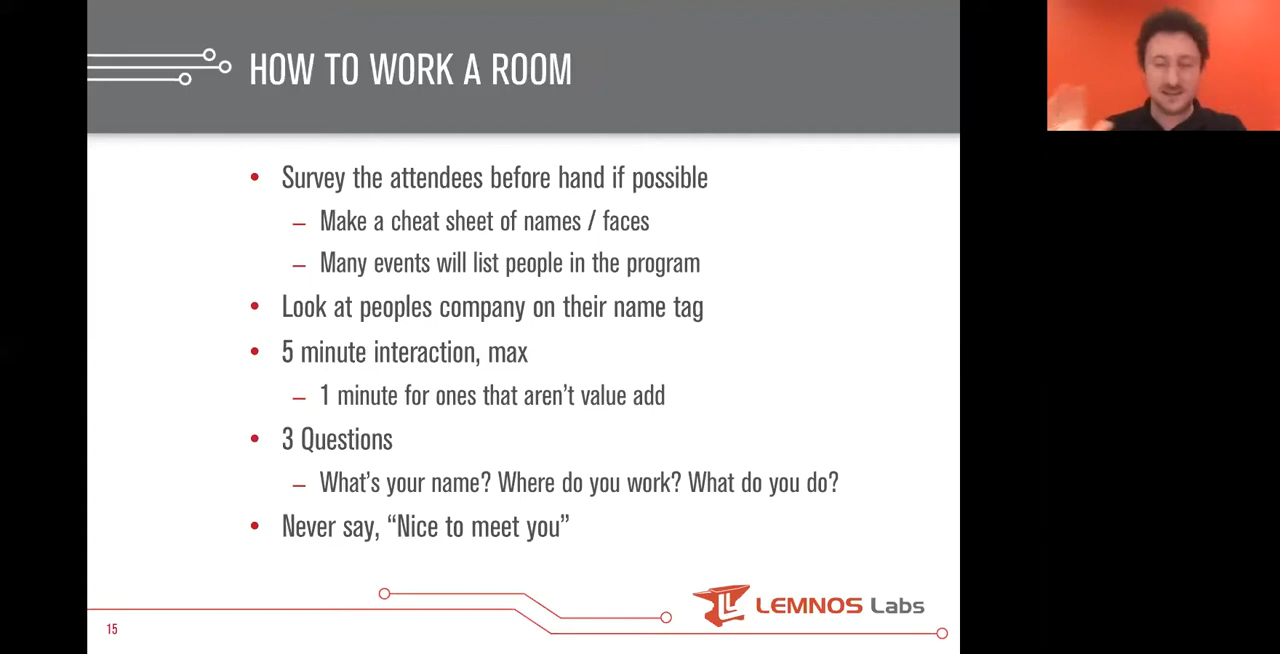 HOW TO WORK A ROOM
• Survey the attendees before hand if possible
– Make a cheat sheet of names / faces
– Many events will list people in the program
• Look at peoples company on their name tag
• 5 minute interaction, max
– 1 minute for ones that aren’t value add
• 3 Questions
– What’s your name? Where do you work? What do you do?
• Never say, “Nice to meet you”
LL LEMNOS Labs
15